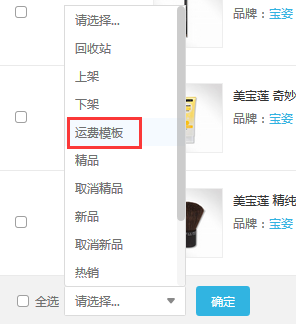 请选择...
回收站
上架
下架
运费模板
精品
取消精品
新品
取消新品
热销
品牌：宝姿
美宝莲 奇妙
品牌：宝姿
美宝莲 精纯
品牌：宝姿
全选
请选择...
确定